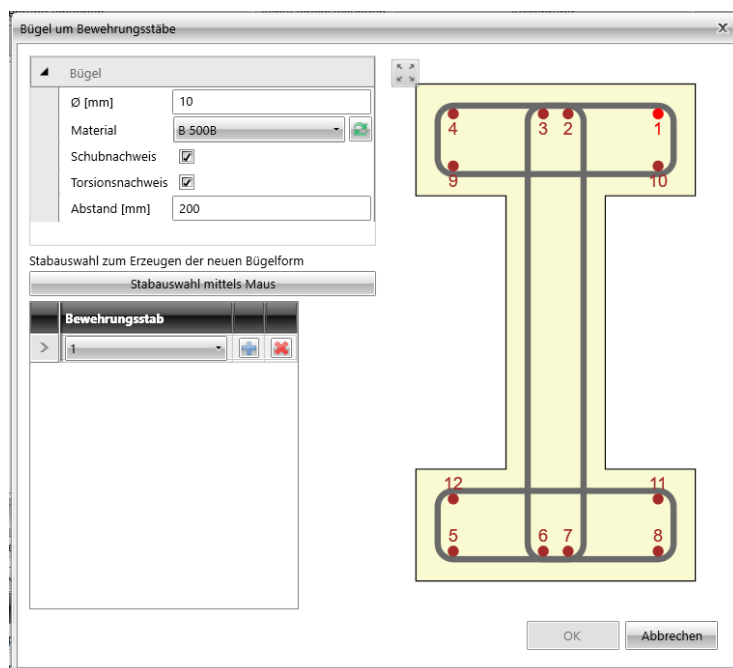 Bügel um Bewehrungsstäbe
Bügel
Ø [mm] 10
Material B 500B
Schubnachweis
Torsionsnachweis
Abstand [mm] 200
Stabauswahl zum Erzeugen der neuen Bügelform
Stabauswahl mittels Maus
Bewehrungsstab
1
4 3 2 1
9 10
12 11
5 6 7 8
OK Abbrechen